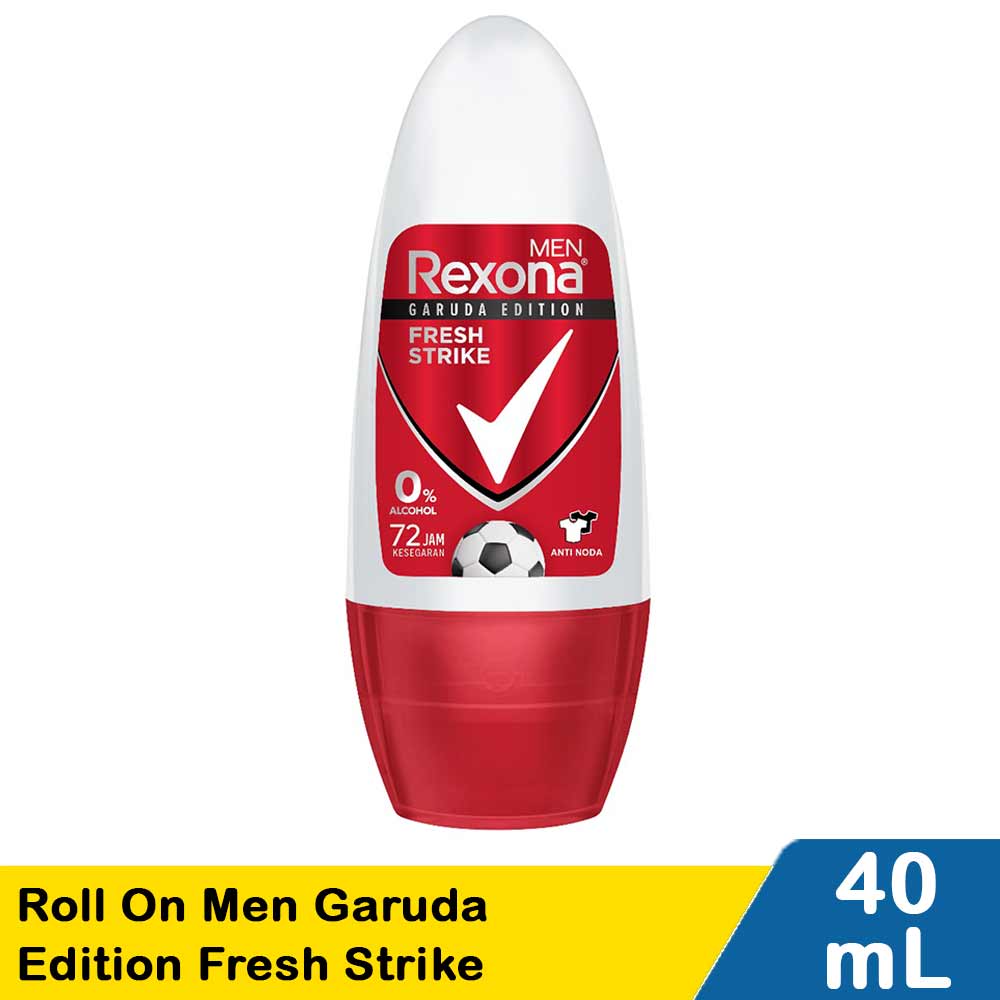 MEN
Rexona®
GARUDA EDITION
FRESH
STRIKE
0%
ALCOHOL
72 JAM
KESEGARAN
ANTI NODA
Roll On Men Garuda
Edition Fresh Strike
40
mL